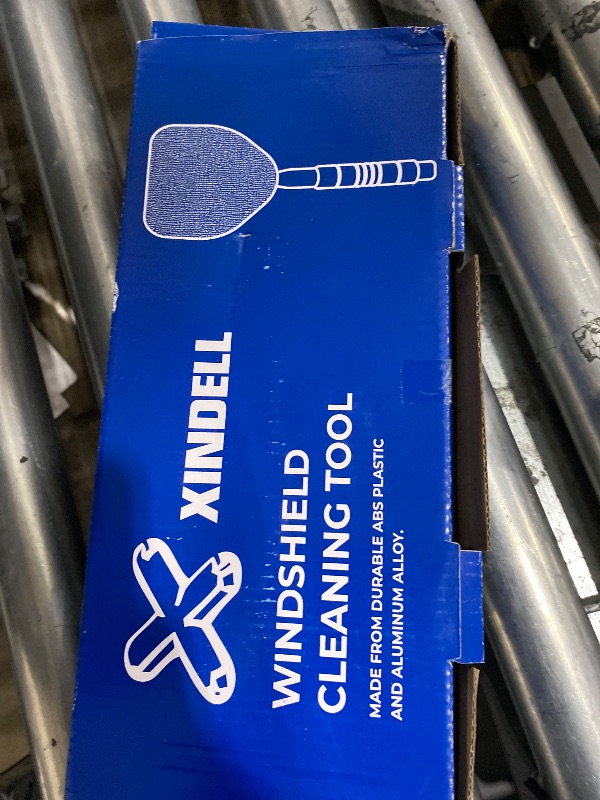 XINDELL
WINDSHIELD
CLEANING TOOL
MADE FROM DURABLE ABS PLASTIC
AND ALUMINUM ALLOY.